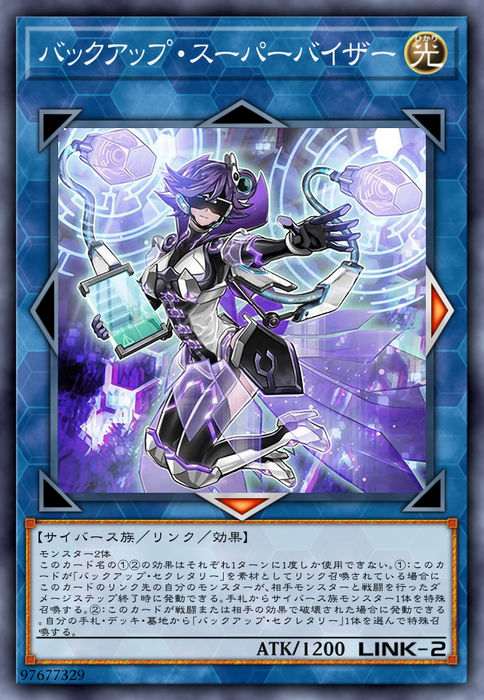 バックアップ・スーパーバイザー
ひかり
光
【サイバース族／リンク／効果】
モンスター2体
このカード名の①②の効果はそれぞれ1ターンに1度しか使用できない。①:このカ
ードが「バックアップ・セクレタリー」を素材としてリンク召喚されている場合に
このカードのリンク先の自分のモンスターが、相手モンスターと戦闘を行ったダ
メージステップ終了時に発動できる。手札からサイバース族モンスター1体を特殊
召喚する。②:このカードが戦闘または相手の効果で破壊された場合に発動できる
。自分の手札・デッキ・墓地から「バックアップ・セクレタリー」1体を選んで特殊召
喚する。
ATK/1200 LINK-2
97677329